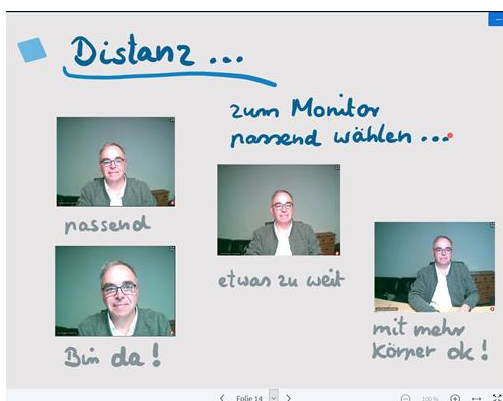 Distanz ...
zum Monitor
passend wählen ...
passend
etwas zu weit
Bin da!
mit mehr
Körper ok!
Folie 14
100 %